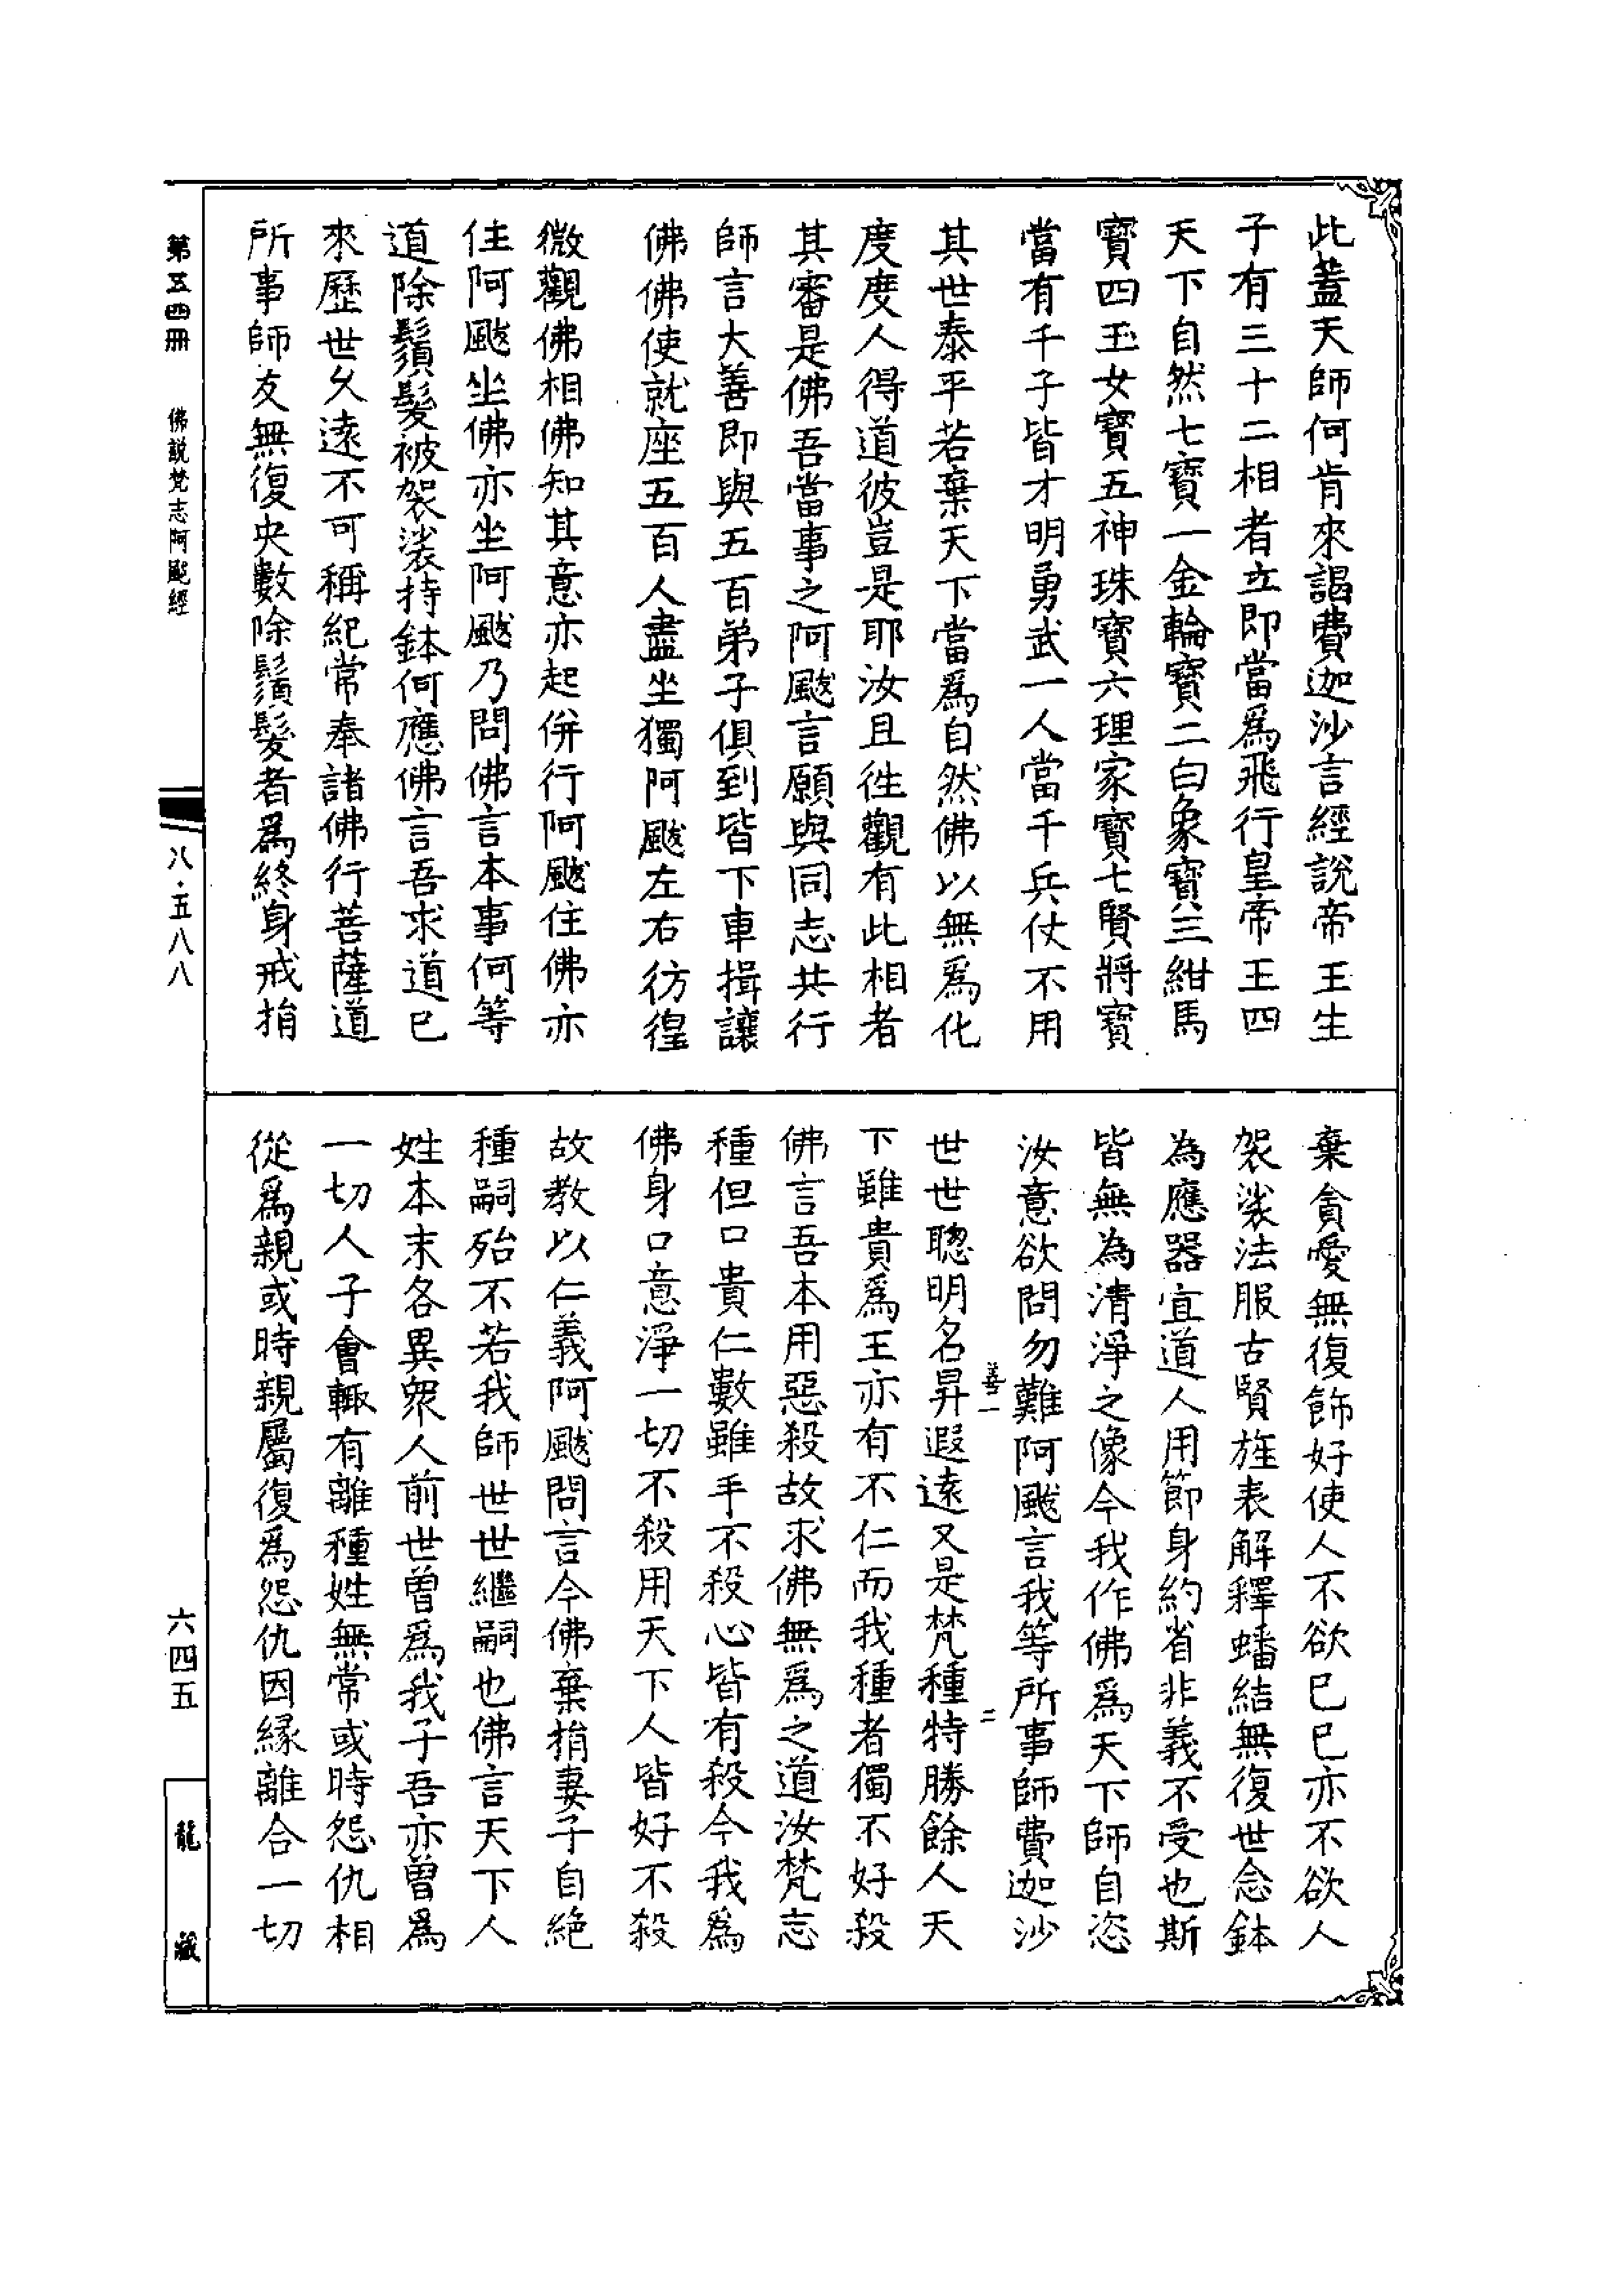 此蓋天師何肯來謁費迦沙言經說帝王生
子有三十二相者立即當爲飛行皇帝王四
天下自然七寶一金輪寶二白象寶三紺馬
寶四玉女寶五神珠寶六理家寶七賢將寶
當有千子皆才明勇武一人當千兵仗不用
其世泰平若棄天下當爲自然佛以無爲化
度度人得道彼豈是耶汝且徃觀有此相者
其審是佛吾當事之阿颰言願與同志共行
師言大善即與五百弟子俱到皆下車揖讓
佛佛使就座五百人盡坐獨阿颰左右彷徨
微觀佛相佛知其意亦起併行阿颰住佛亦
住阿颰坐佛亦坐阿颰乃問佛言本事何等
道除鬚髮被袈裟持鉢何應佛言吾求道已
來歷世久遠不可稱紀常奉諸佛行菩薩道
所事師友無復央數除鬚髮者爲終身戒捐
棄貪愛無復飾好使人不欲已已亦不欲人
袈裟法服古賢旌表解釋蟠結無復世念鉢
為應器宜道人用節身約省非義不受也斯
皆無為清淨之像今我作佛爲天下師自恣
汝意欲問勿難阿颰言我等所事師費迦沙
世世聰明名昇遐遠又是梵種特勝餘人天
善一
二
下雖貴爲王亦有不仁而我種者獨不好殺
佛言吾本用惡殺故求佛無爲之道汝梵志
種但口貴仁數雖手不殺心皆有殺今我爲
佛身口意淨一切不殺用天下人皆好不殺
故教以仁義阿颰問言今佛棄捐妻子自絕
種嗣殆不若我師世世繼嗣也佛言天下人
姓本末各異衆人前世曾爲我子吾亦曾爲
一切人子會輙有離種姓無常或時怨仇相
從爲親或時親屬復爲怨仇因緣離合一切
第五四冊
佛説梵志阿颰經
八·五八八
六四五
龍藏